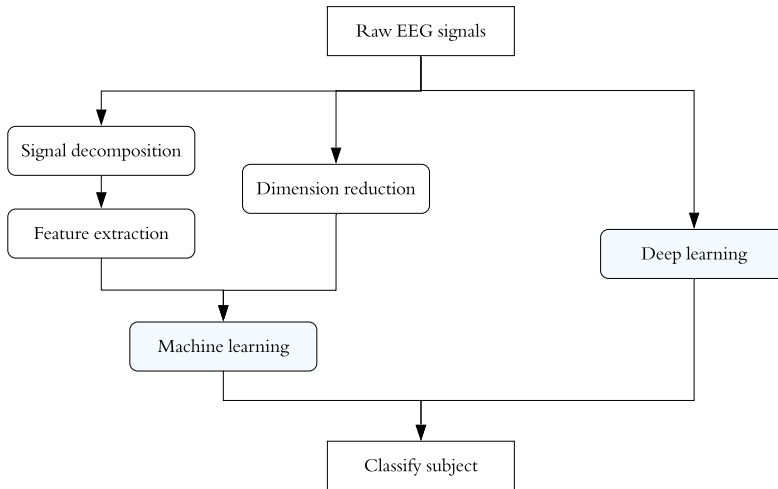 Raw EEG signals
Signal decomposition
Dimension reduction
Feature extraction
Deep learning
Machine learning
Classify subject